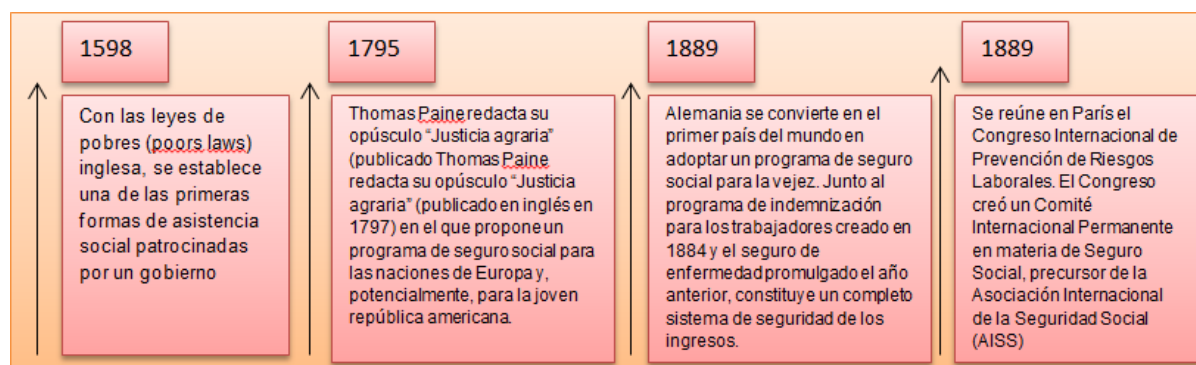 1598
Con las leyes de
pobres (poors laws)
inglesa, se establece
una de las primeras
formas de asistencia
social patrocinadas
por un gobierno
1795
Thomas Paine redacta su
opúsculo “Justicia agraria”
(publicado Thomas Paine
redacta su opúsculo “Justicia
agraria” (publicado en inglés en
1797) en el que propone un
programa de seguro social para
las naciones de Europa y,
potencialmente, para la joven
república americana.
1889
Alemania se convierte en el
primer país del mundo en
adoptar un programa de seguro
social para la vejez. Junto al
programa de indemnización
para los trabajadores creado en
1884 y el seguro de
enfermedad promulgado el año
anterior, constituye un completo
sistema de seguridad de los
ingresos.
1889
Se reúne en París el
Congreso Internacional de
Prevención de Riesgos
Laborales. El Congreso
creó un Comité
Internacional Permanente
en materia de Seguro
Social, precursor de la
Asociación Internacional
de la Seguridad Social
(AISS)